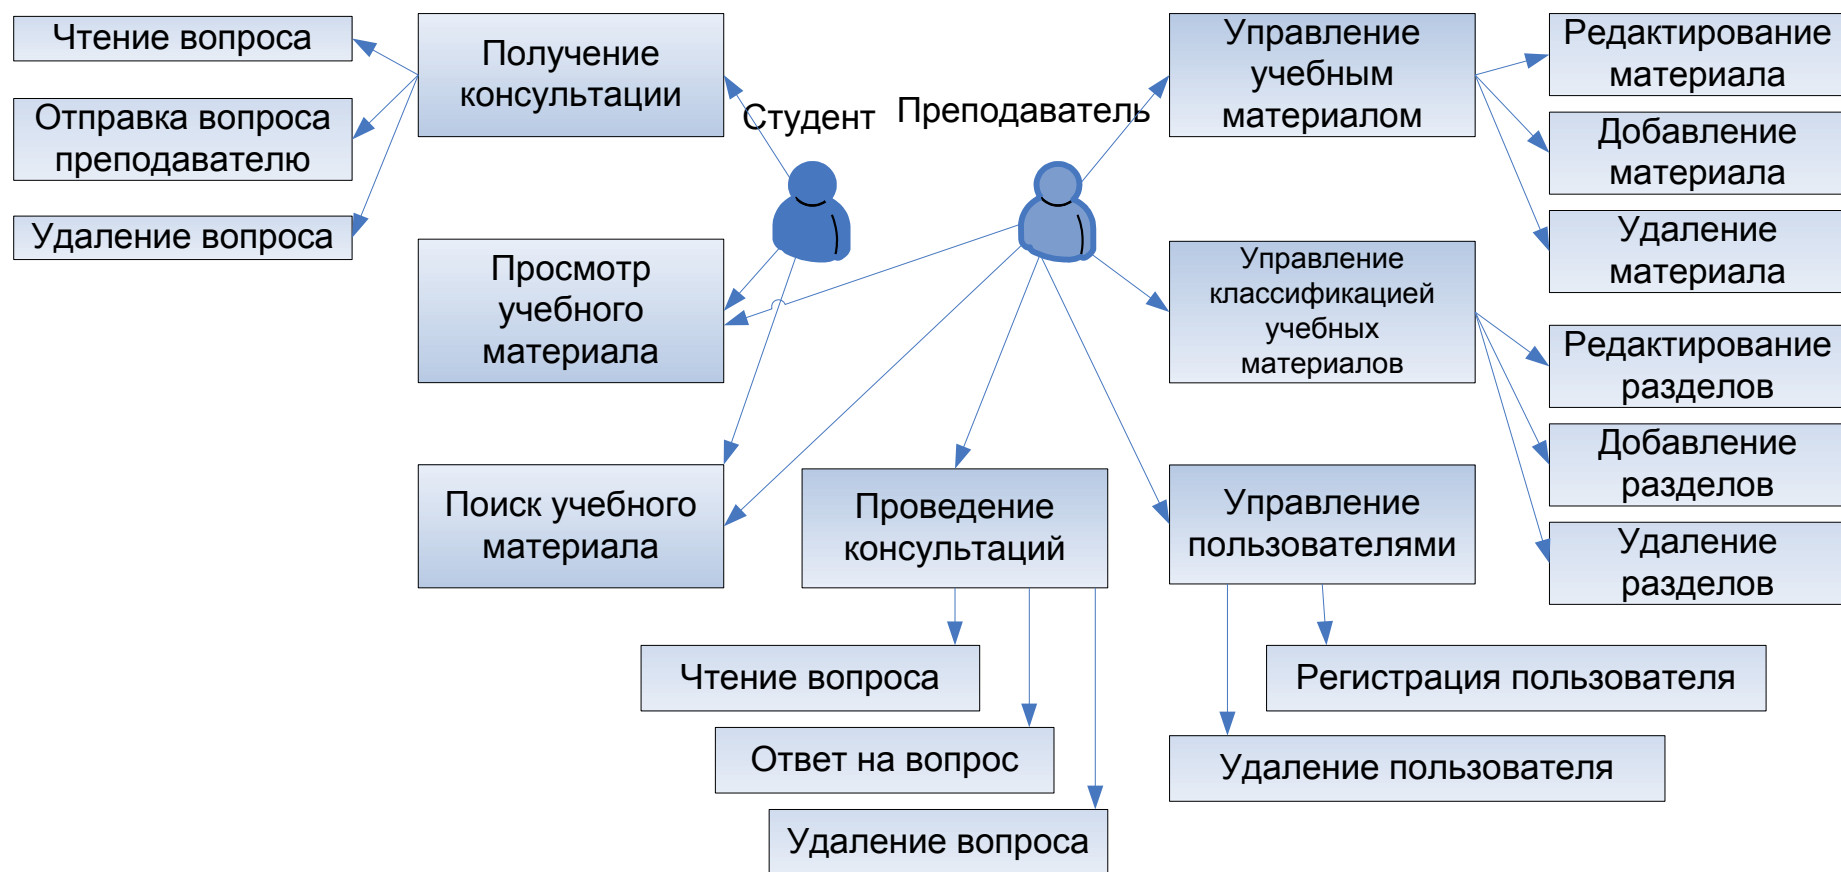 Чтение вопроса
Отправка вопроса
преподавателю
Удаление вопроса
Получение
консультации
Студент
Преподаватель
Управление
учебным
материалом
Редактирование
материала
Добавление
материала
Удаление
материала
Просмотр
учебного
материала
Управление
классификацией
учебных
материалов
Редактирование
разделов
Добавление
разделов
Удаление
разделов
Поиск учебного
материала
Проведение
консультаций
Управление
пользователями
Чтение вопроса
Ответ на вопрос
Удаление вопроса
Регистрация пользователя
Удаление пользователя